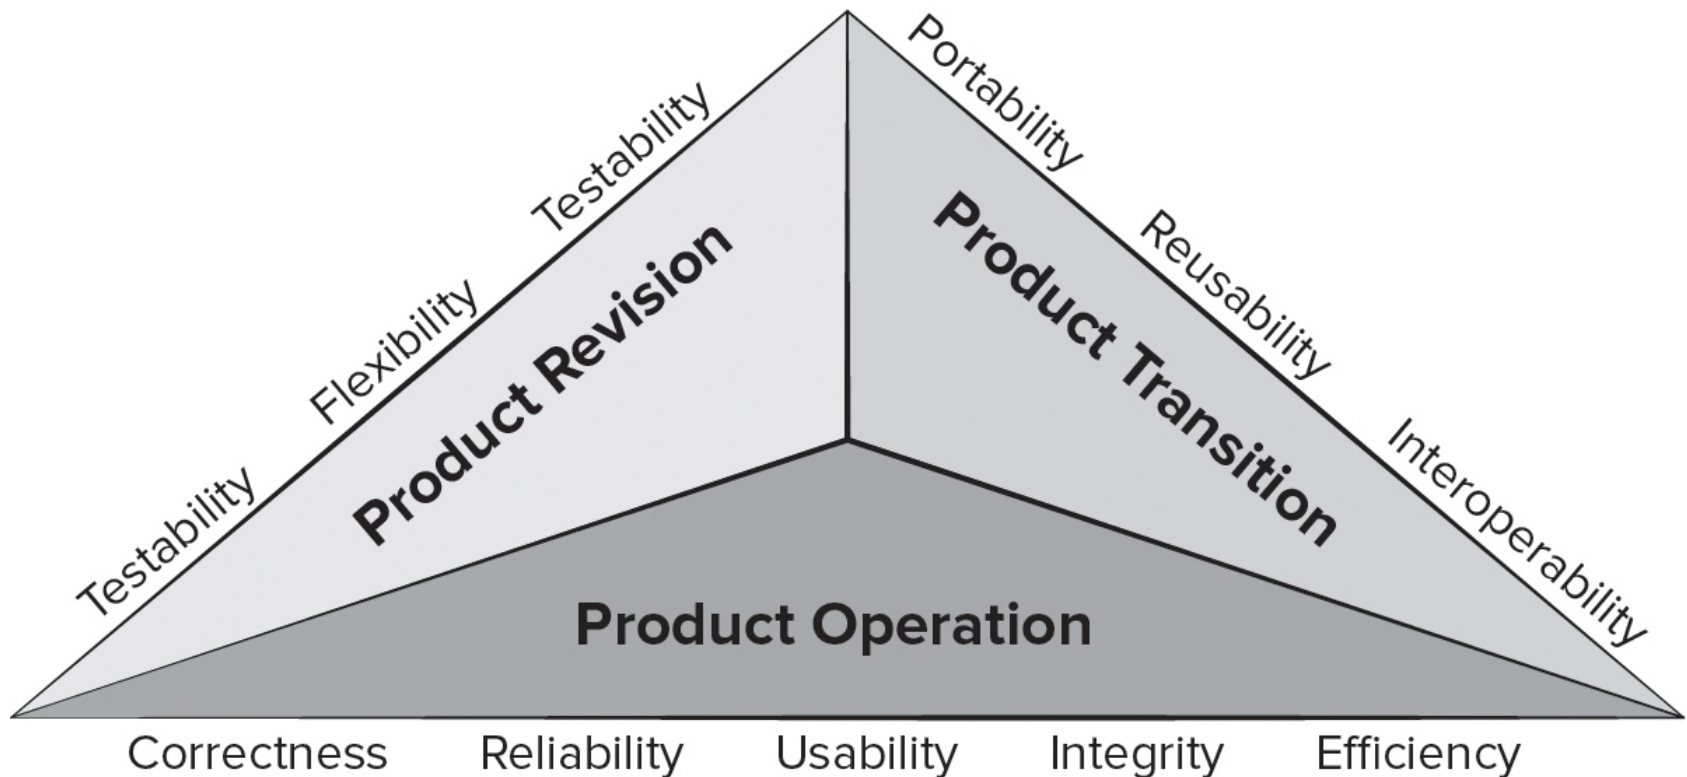 Testability
Flexibility
Testability
Product Revision
Portability
Reusability
Interoperability
Product Transition
Product Operation
Correctness Reliability Usability Integrity Efficiency